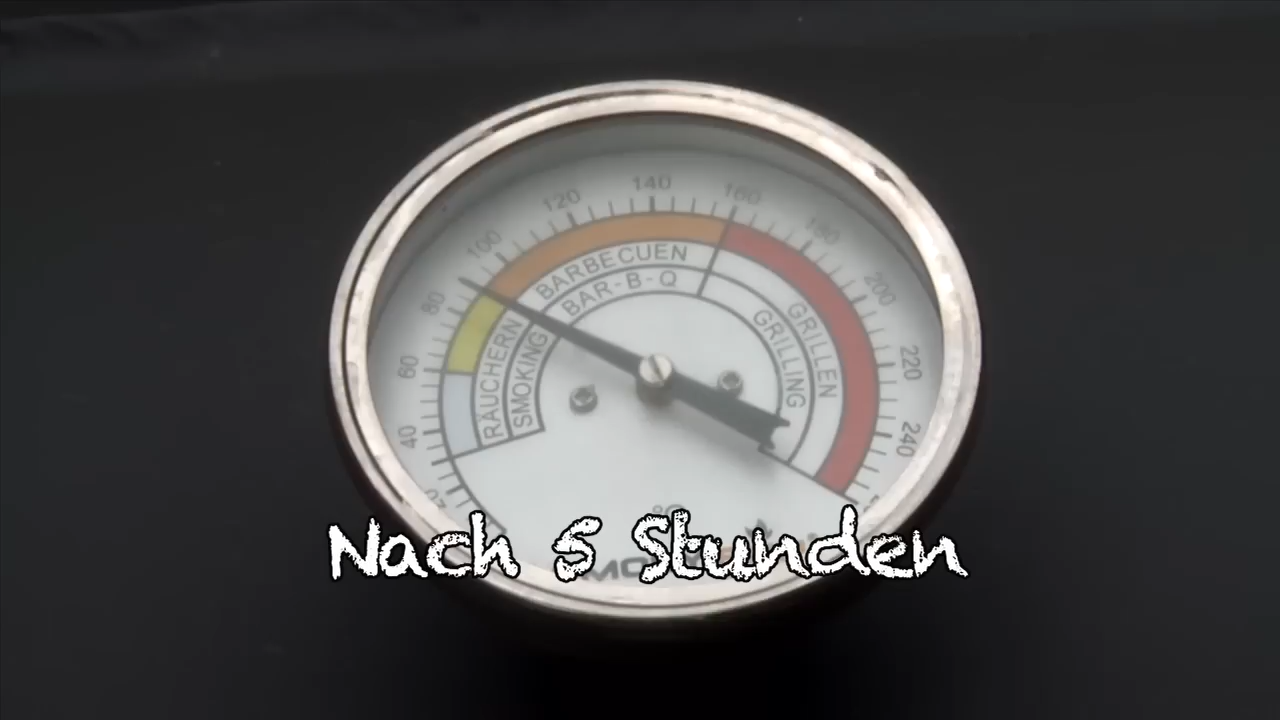 20
40
60
80
100
120
140
160
180
200
220
240
BARBECUEN
BAR-B-Q
RÄUCHERN
SMOKING
GRILLEN
GRILLING
°C
Nach 5 Stunden